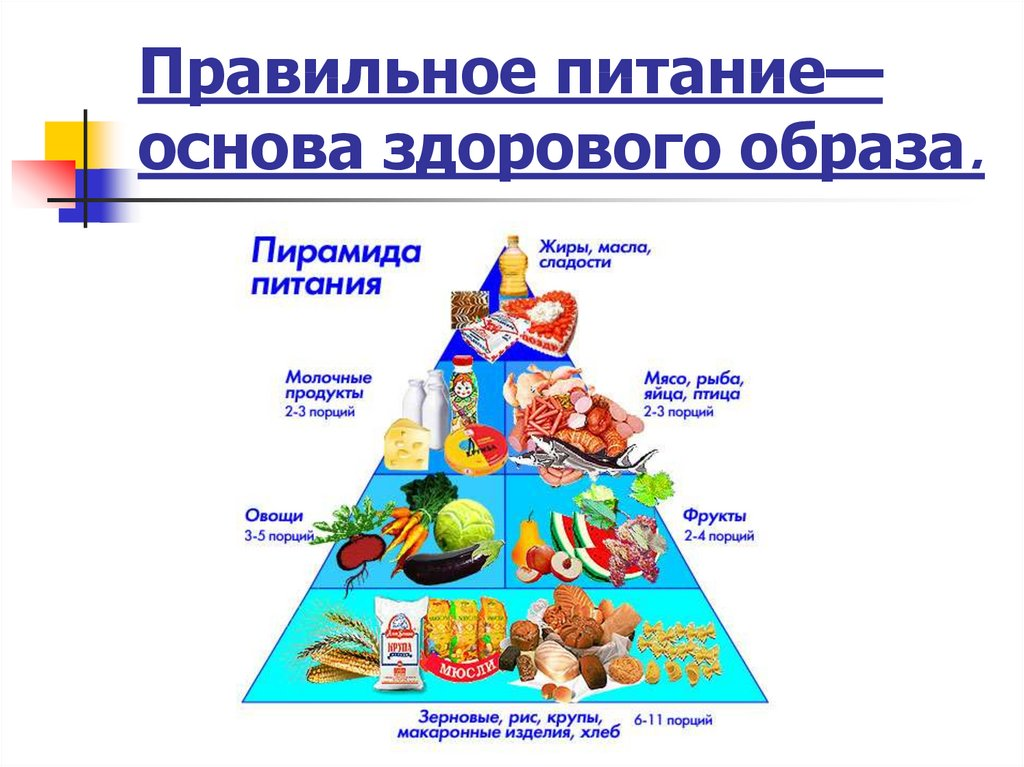 Правильное питание—
основа здорового образа.
Пирамида
питания
Жиры, масла,
сладости
Молочные
продукты
2-3 порций
Мясо, рыба,
яйца, птица
2-3 порций
Овощи
3-5 порций
Фрукты
2-4 порций
КРУПА
МЮСЛИ
Зерновые, рис, крупы,
макаронные изделия, хлеб
6-11 порций